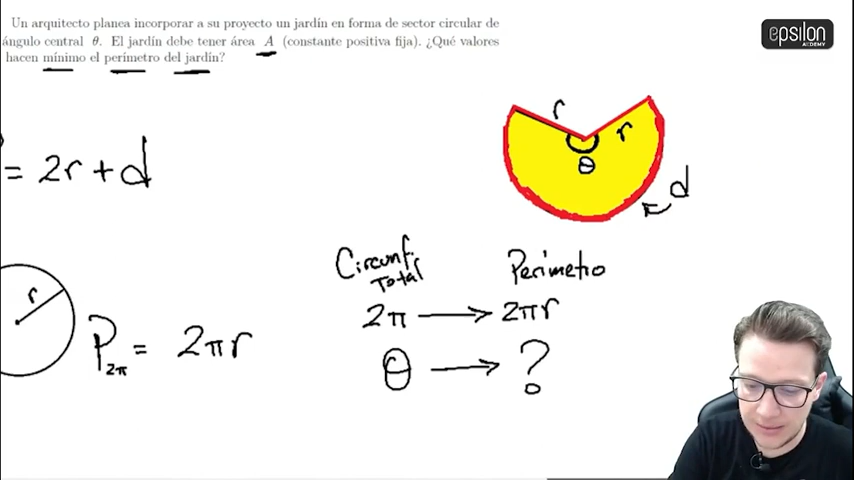 Un arquitecto planea incorporar a su proyecto un jardín en forma de sector circular de
ángulo central θ. El jardín debe tener área A (constante positiva fija). ¿Qué valores
hacen mínimo el perímetro del jardín?
epsilon
ACADEMY
= 2r + d
r
r
θ
d
r
P2π = 2πr
Circunf. Perímetro
Total
2π → 2πr
θ → ?